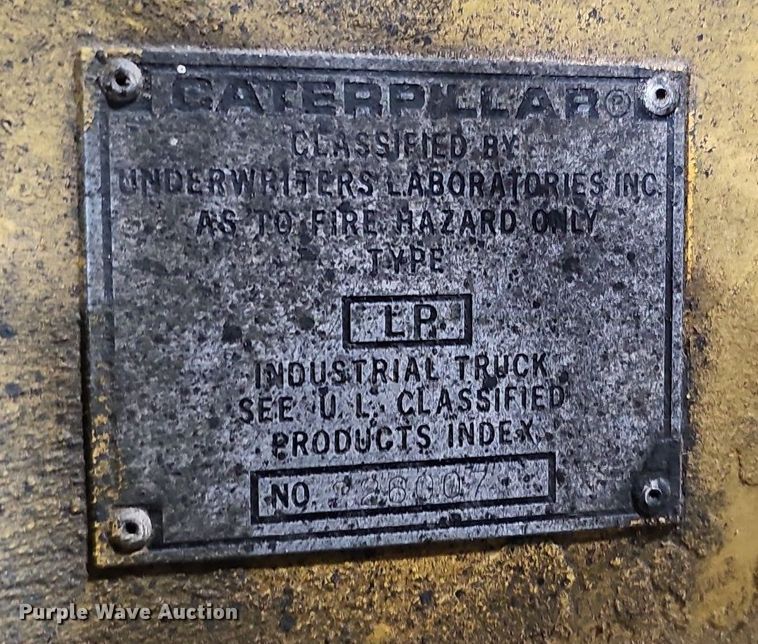 CATERPILLAR®
CLASSIFIED BY
UNDERWRITERS LABORATORIES INC.
AS TO FIRE HAZARD ONLY
TYPE
LP
INDUSTRIAL TRUCK
SEE U.L. CLASSIFIED
PRODUCTS INDEX
NO.
Purple Wave Auction